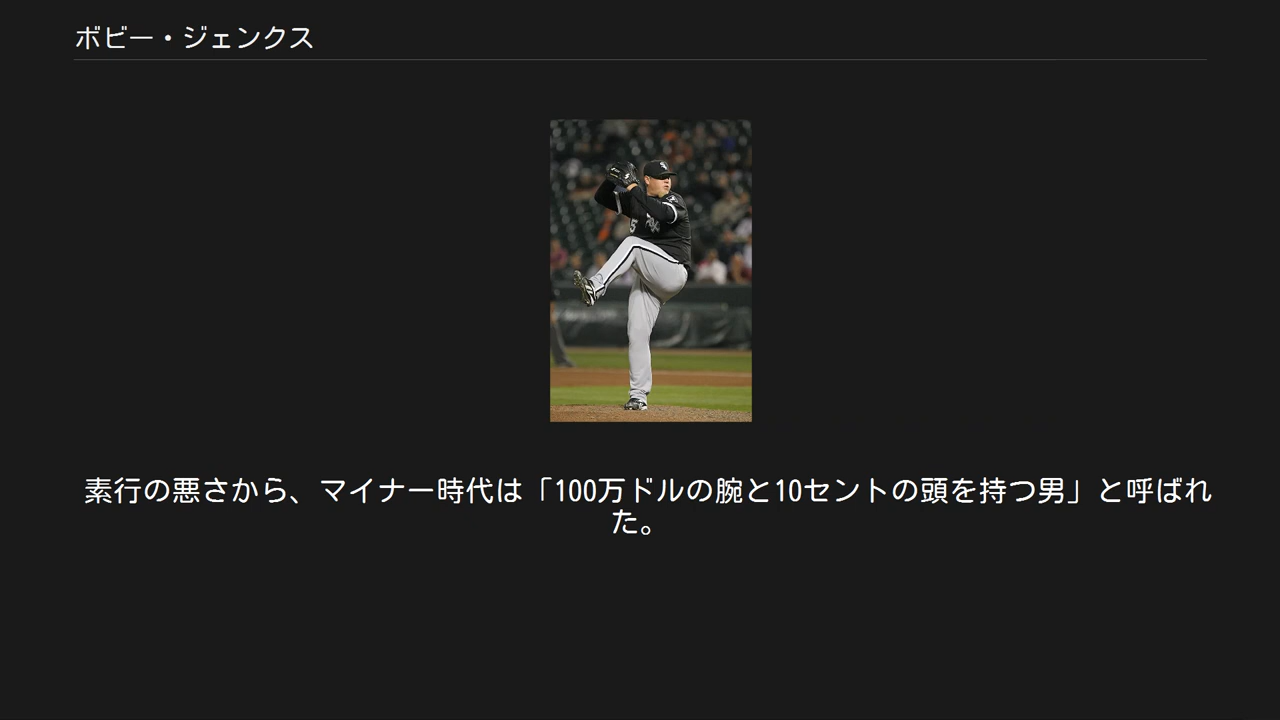 ボビー・ジェンクス
素行の悪さから、マイナー時代は「100万ドルの腕と10セントの頭を持つ男」と呼ばれ
た。